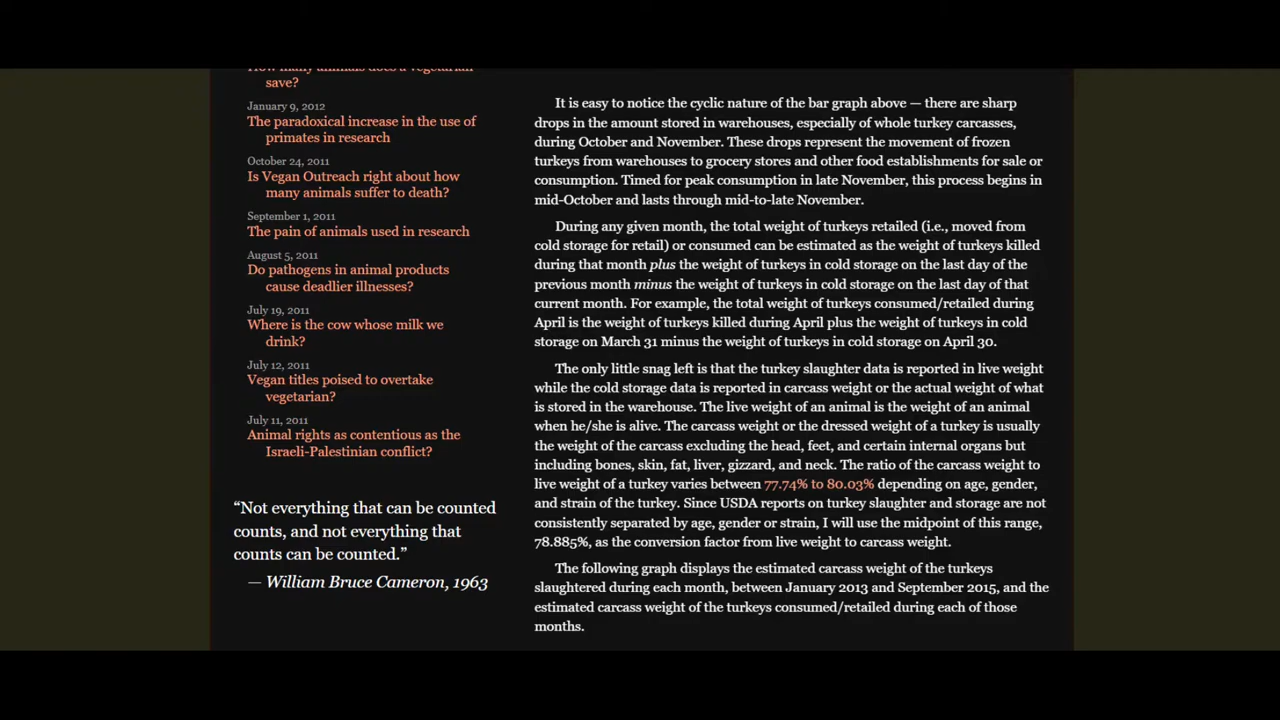 How many animals does a vegetarian
save?
January 9, 2012
The paradoxical increase in the use of
primates in research
October 24, 2011
Is Vegan Outreach right about how
many animals suffer to death?
September 1, 2011
The pain of animals used in research
August 5, 2011
Do pathogens in animal products
cause deadlier illnesses?
July 19, 2011
Where is the cow whose milk we
drink?
July 12, 2011
Vegan titles poised to overtake
vegetarian?
July 11, 2011
Animal rights as contentious as the
Israeli-Palestinian conflict?
“Not everything that can be counted
counts, and not everything that
counts can be counted.”
— William Bruce Cameron, 1963
It is easy to notice the cyclic nature of the bar graph above — there are sharp
drops in the amount stored in warehouses, especially of whole turkey carcasses,
during October and November. These drops represent the movement of frozen
turkeys from warehouses to grocery stores and other food establishments for sale or
consumption. Timed for peak consumption in late November, this process begins in
mid-October and lasts through mid-to-late November.
During any given month, the total weight of turkeys retailed (i.e., moved from
cold storage for retail) or consumed can be estimated as the weight of turkeys killed
during that month plus the weight of turkeys in cold storage on the last day of the
previous month minus the weight of turkeys in cold storage on the last day of that
current month. For example, the total weight of turkeys consumed/retailed during
April is the weight of turkeys killed during April plus the weight of turkeys in cold
storage on March 31 minus the weight of turkeys in cold storage on April 30.
The only little snag left is that the turkey slaughter data is reported in live weight
while the cold storage data is reported in carcass weight or the actual weight of what
is stored in the warehouse. The live weight of an animal is the weight of an animal
when he/she is alive. The carcass weight or the dressed weight of a turkey is usually
the weight of the carcass excluding the head, feet, and certain internal organs but
including bones, skin, fat, liver, gizzard, and neck. The ratio of the carcass weight to
live weight of a turkey varies between 77.74% to 80.03% depending on age, gender,
and strain of the turkey. Since USDA reports on turkey slaughter and storage are not
consistently separated by age, gender or strain, I will use the midpoint of this range,
78.885%, as the conversion factor from live weight to carcass weight.
The following graph displays the estimated carcass weight of the turkeys
slaughtered during each month, between January 2013 and September 2015, and the
estimated carcass weight of the turkeys consumed/retailed during each of those
months.